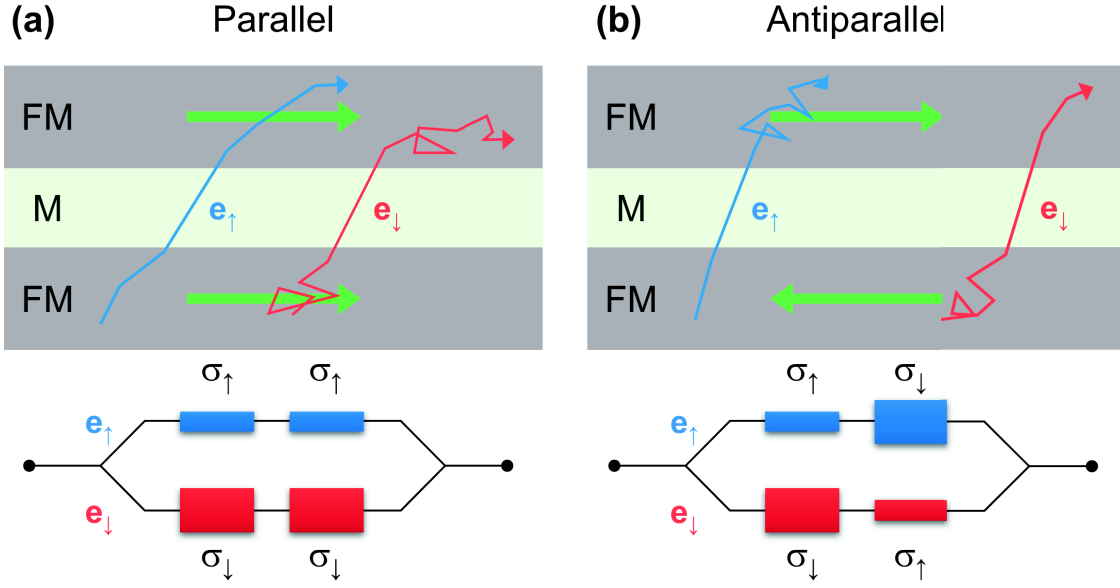 (a) Parallel
FM
M
FM
e↑
e↓
σ↑ σ↑
e↑
e↓
σ↓ σ↓
(b) Antiparallel
FM
M
FM
e↑
e↓
σ↑ σ↓
e↑
e↓
σ↓ σ↑